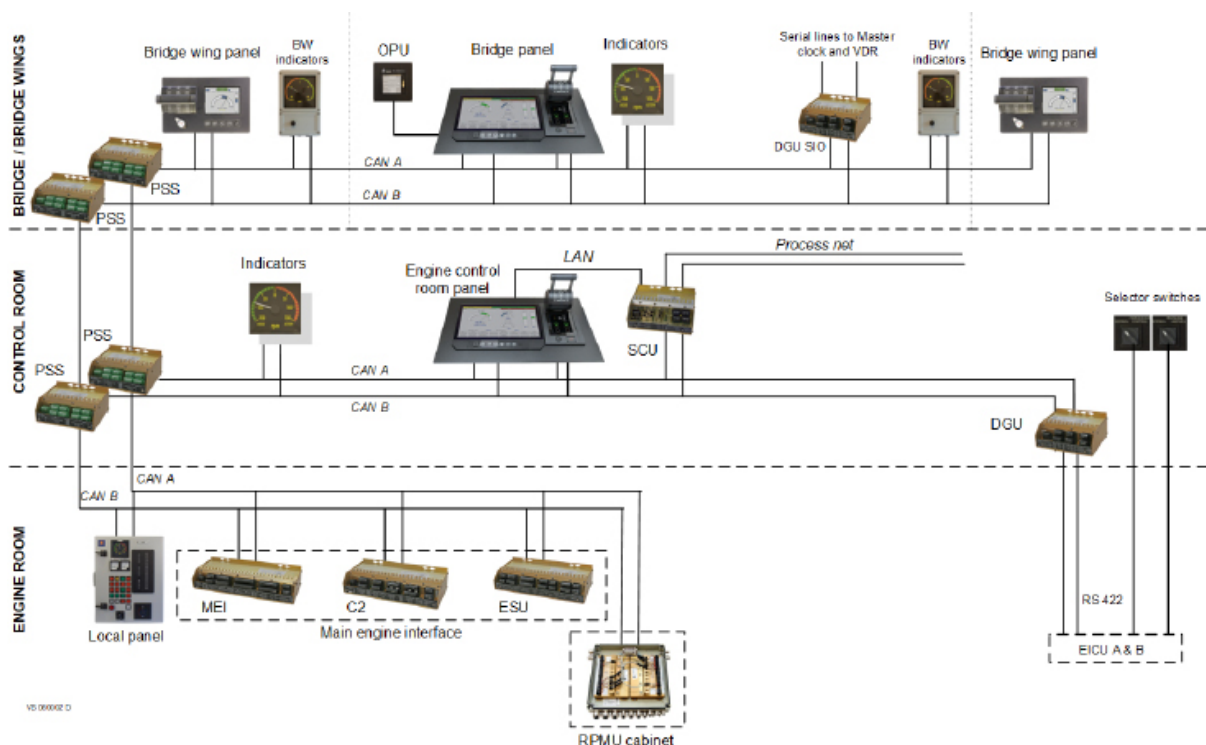 BRIDGE / BRIDGE WINGS
Bridge wing panel
BW
indicators
OPU
Bridge panel
Indicators
Serial lines to Master
clock and VDR
BW
indicators
Bridge wing panel
DGU SIO
CAN A
PSS
CAN B
PSS
CONTROL ROOM
Indicators
Engine control
room panel
LAN
Process net
Selector switches
SCU
PSS
PSS
CAN A
CAN B
DGU
ENGINE ROOM
CAN A
CAN B
MEI
C2
ESU
Local panel
Main engine interface
RS 422
EICU A & B
RPMU cabinet